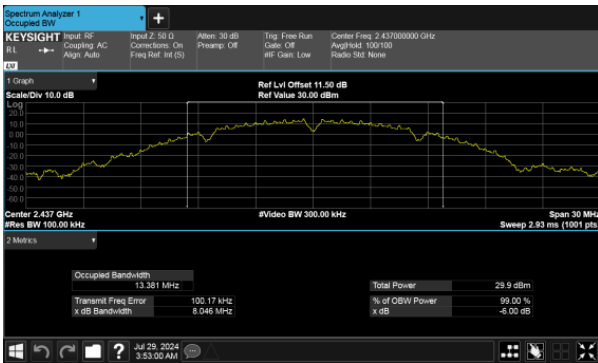 Spectrum Analyzer 1
Occupied BW
KEYSIGHT Input: RF Input Z: 50 Ω Atten: 30 dB Trig: Free Run Center Freq: 2.437000000 GHz
RL Coupling: AC Corrections: On Preamp: Off Gate: Off Avg|Hold: 100/100
Align: Auto Freq Ref: Int (S) #IF Gain: Low Radio Std: None
LXI
1 Graph
Scale/Div 10.0 dB Ref Lvl Offset 11.50 dB
Ref Value 30.00 dBm
Log
20.0
10.0
0.00
-10.0
-20.0
-30.0
-40.0
-50.0
-60.0
Center 2.437 GHz #Video BW 300.00 kHz Span 30 MHz
#Res BW 100.00 kHz Sweep 2.93 ms (1001 pts)
2 Metrics
Occupied Bandwidth
13.381 MHz Total Power 29.9 dBm
Transmit Freq Error 100.17 kHz % of OBW Power 99.00 %
x dB Bandwidth 8.046 MHz x dB -6.00 dB
? Jul 29, 2024
3:53:00 AM